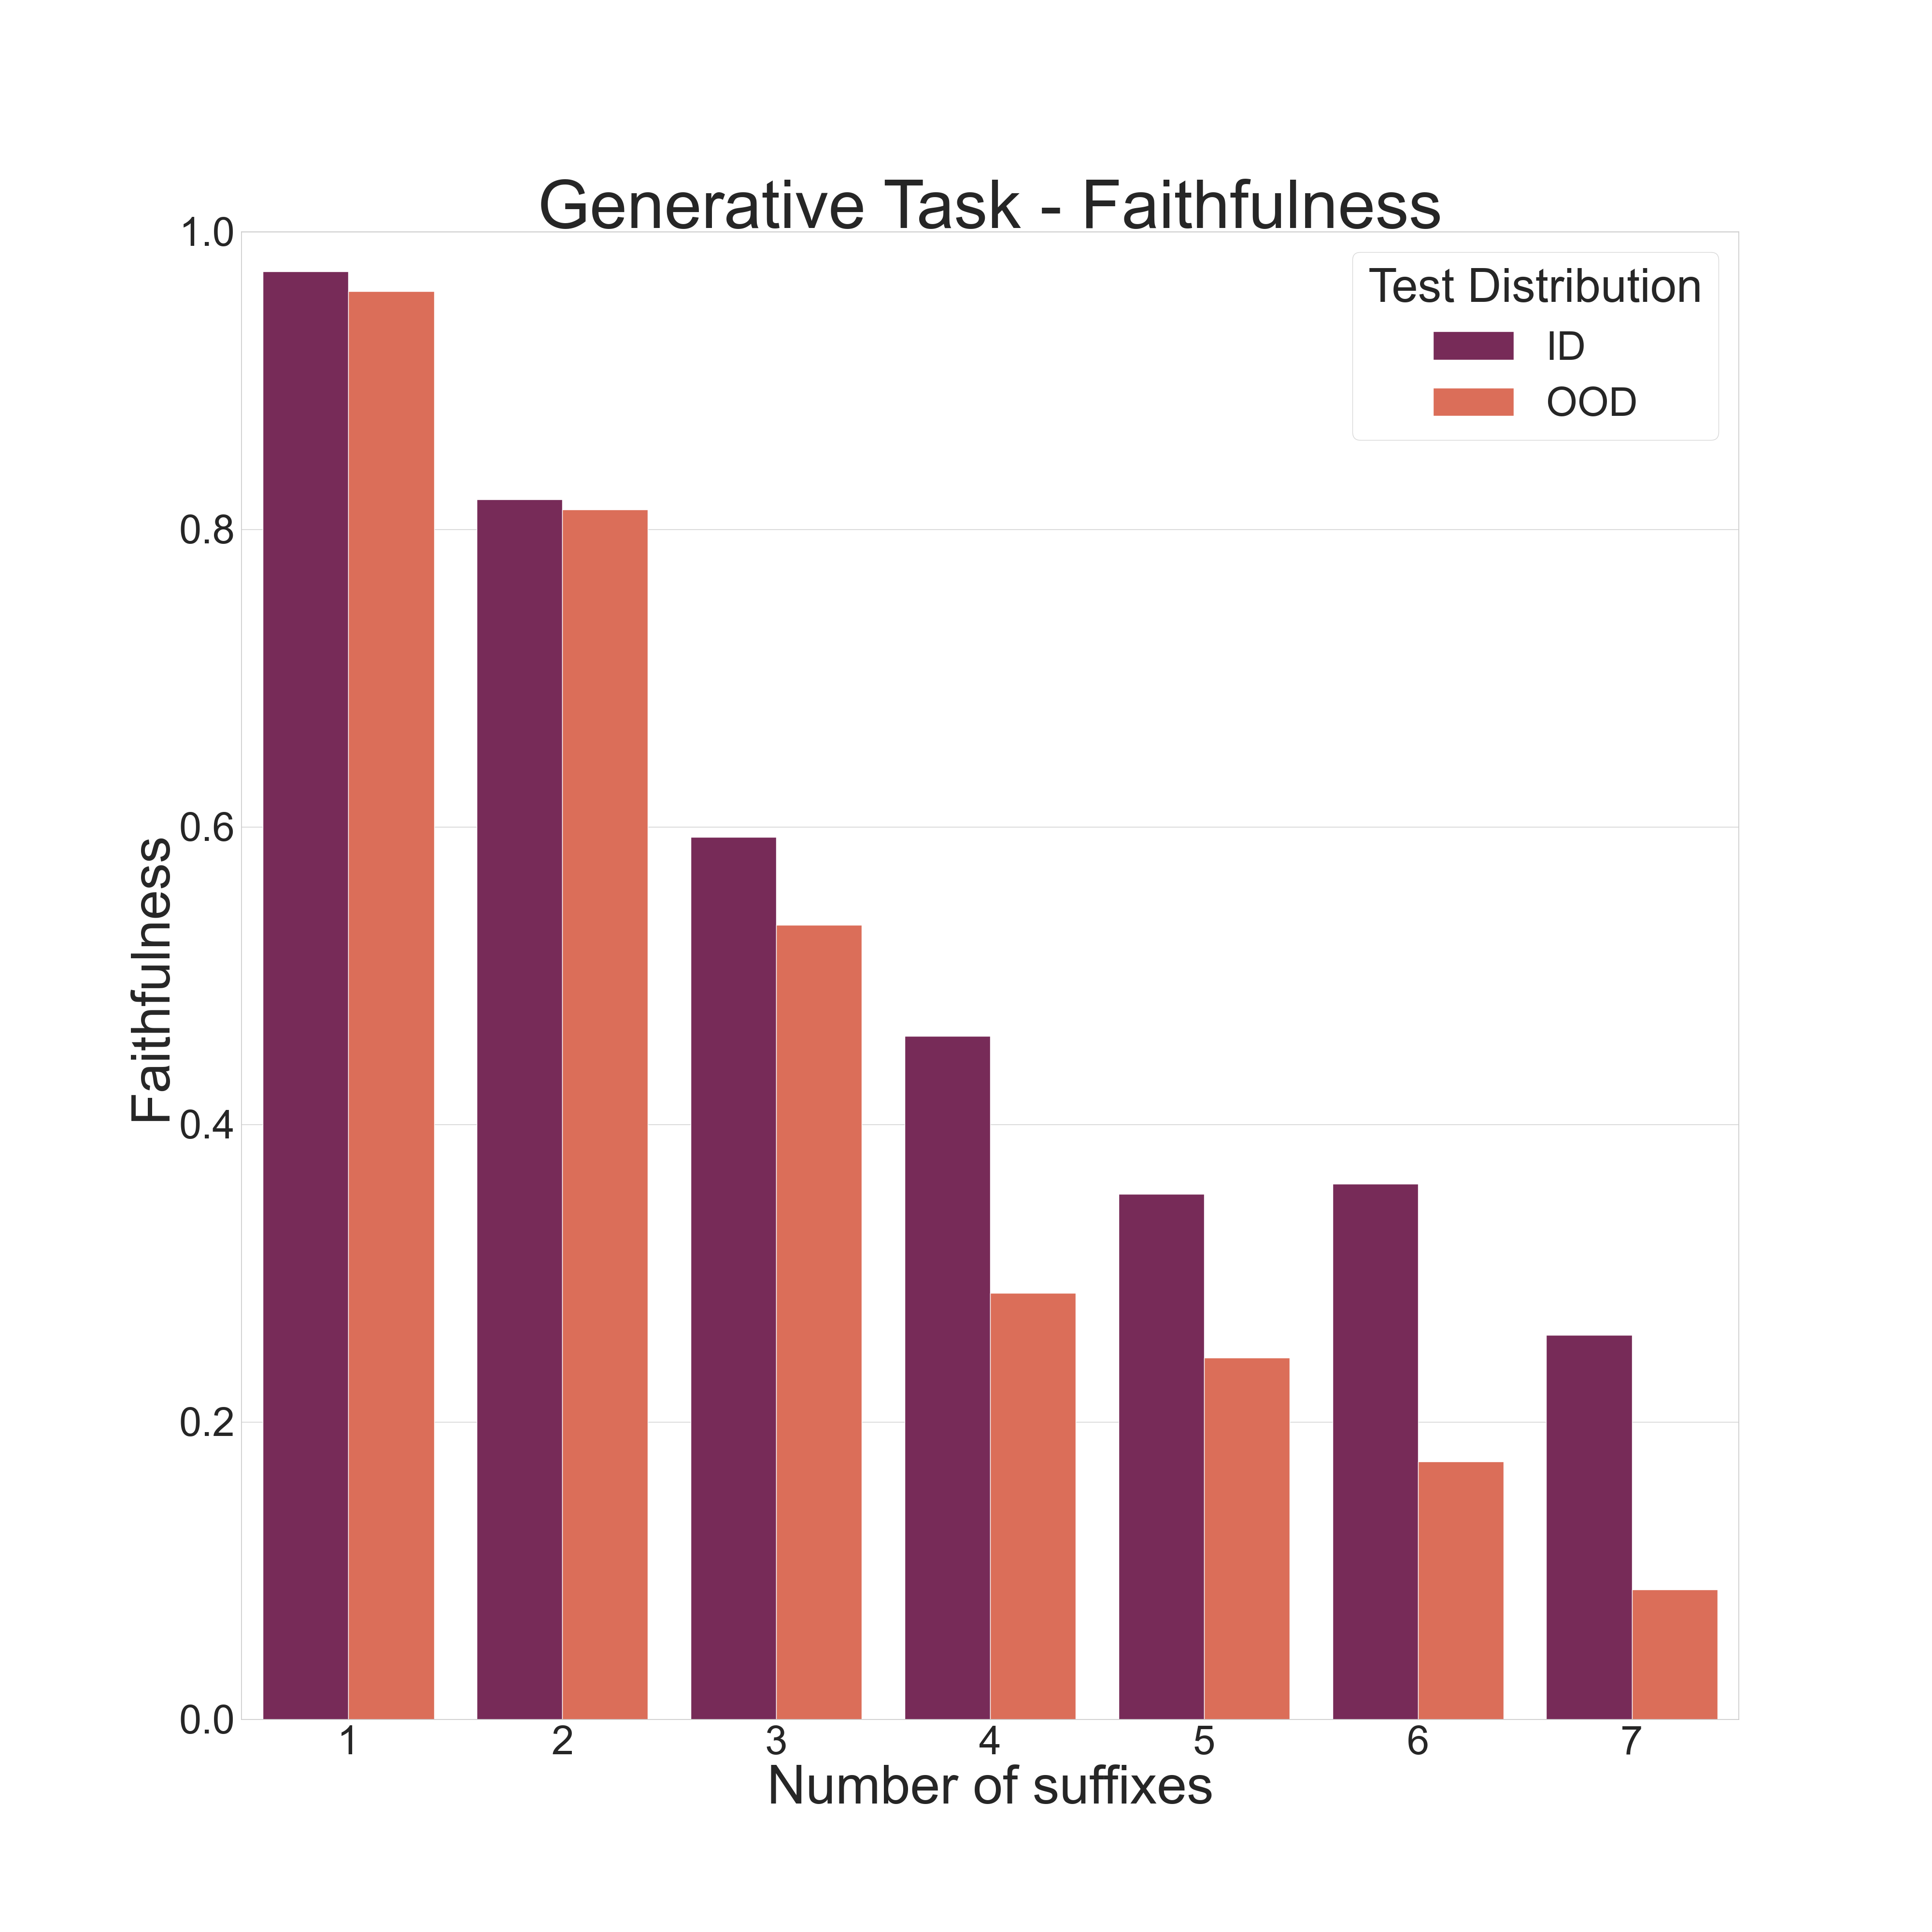 Generative Task - Faithfulness
Test Distribution
ID
OOD
Faithfulness
1.0
0.8
0.6
0.4
0.2
0.0
1 2 3 4 5 6 7
Number of suffixes